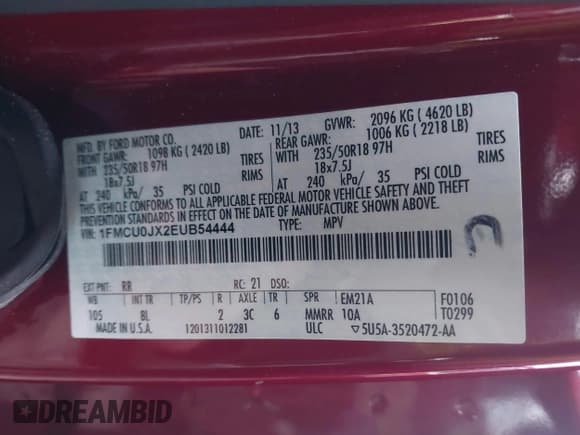 MFD. BY FORD MOTOR CO.
11/13 GVWR: 2096 KG ( 4620 LB)
FRONT GAWR: 1098 KG ( 2420 LB) REAR GAWR: 1006 KG ( 2218 LB)
WITH 235/50R18 97H TIRES WITH 235/50R18 97H TIRES
18x7.5J RIMS 18x7.5J RIMS
AT 240 kPa/ 35 PSI COLD AT 240 kPa/ 35 PSI COLD
THIS VEHICLE CONFORMS TO ALL APPLICABLE FEDERAL MOTOR VEHICLE SAFETY AND THEFT
PREVENTION STANDARDS IN EFFECT ON THE DATE OF MANUFACTURE SHOWN ABOVE.
VIN: 1FMCU0JX2EUB54444 TYPE: MPV
EXT PNT: RR RC: 21 DSO:
WB INT TR TP/PS R AXLE TR SPR EM21A F0106
105 BL 2 3C 6 MMRR 10A T0299
MADE IN U.S.A. 1201311012281 ULC ▽5U5A-3520472-AA
DREAMBID